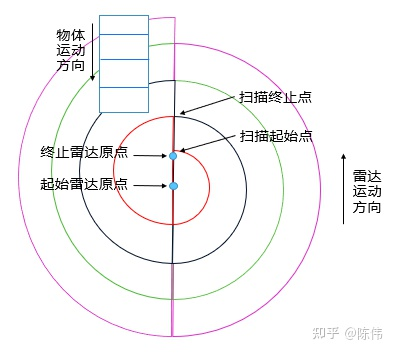 物体
运动
方向
扫描终止点
扫描起始点
终止雷达原点
起始雷达原点
雷达
运动
方向
知乎 @陈伟